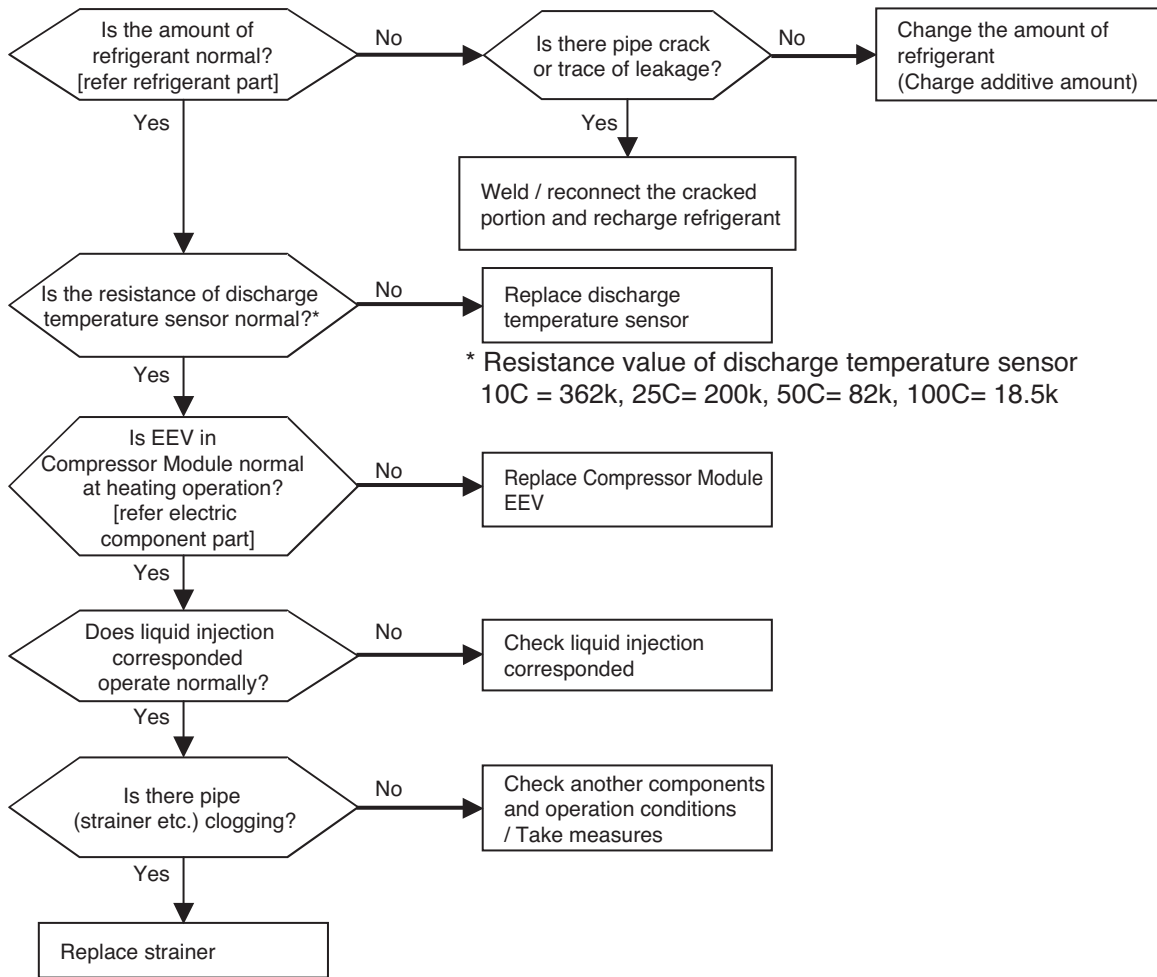 Is the amount of
refrigerant normal?
[refer refrigerant part]
No
Is there pipe crack
or trace of leakage?
No
Change the amount of
refrigerant
(Charge additive amount)
Yes
Yes
Weld / reconnect the cracked
portion and recharge refrigerant
Is the resistance of discharge
temperature sensor normal?*
No
Replace discharge
temperature sensor
* Resistance value of discharge temperature sensor
10C = 362k, 25C= 200k, 50C= 82k, 100C= 18.5k
Yes
Is EEV in
Compressor Module normal
at heating operation?
[refer electric
component part]
No
Replace Compressor Module
EEV
Yes
Does liquid injection
corresponded
operate normally?
No
Check liquid injection
corresponded
Yes
Is there pipe
(strainer etc.) clogging?
No
Check another components
and operation conditions
/ Take measures
Yes
Replace strainer